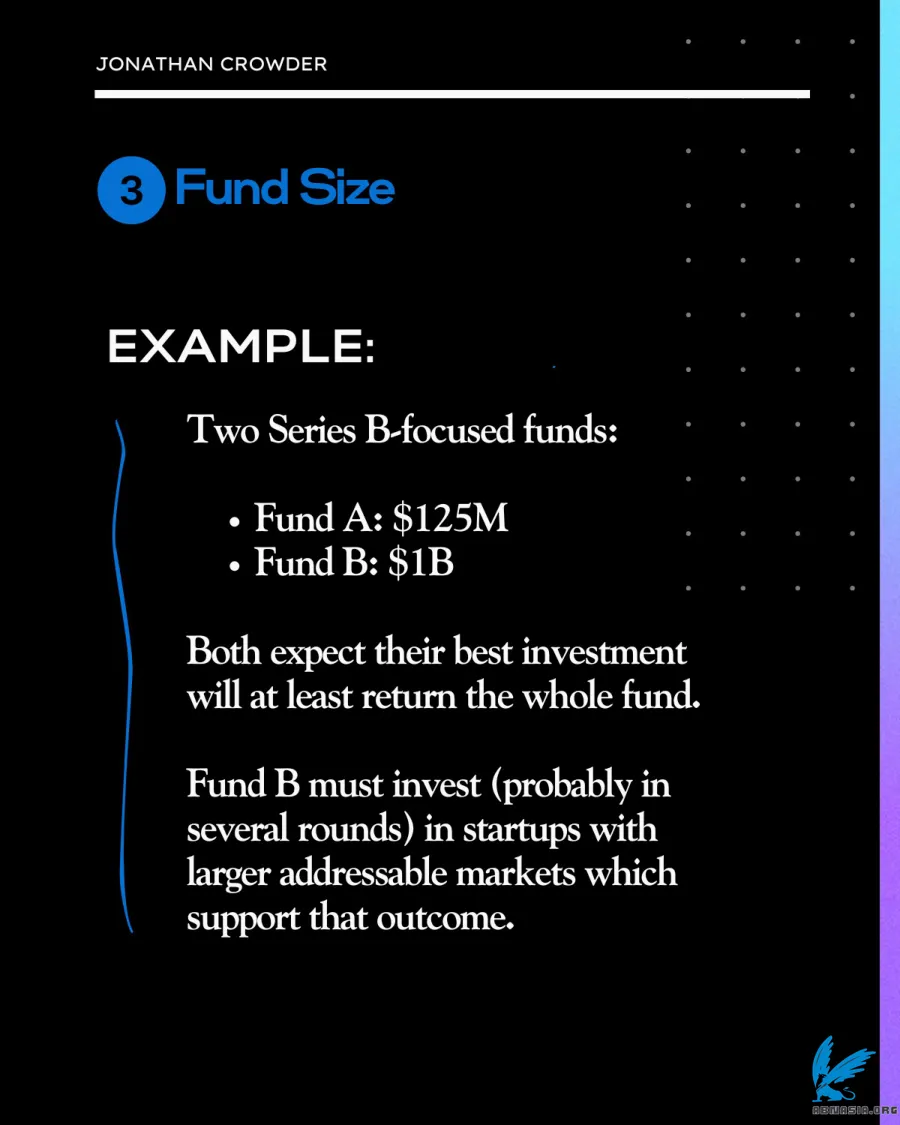 JONATHAN CROWDER
3 Fund Size
EXAMPLE:
Two Series B-focused funds:
• Fund A: $125M
• Fund B: $1B
Both expect their best investment
will at least return the whole fund.
Fund B must invest (probably in
several rounds) in startups with
larger addressable markets which
support that outcome.
ABMASIA.ORG